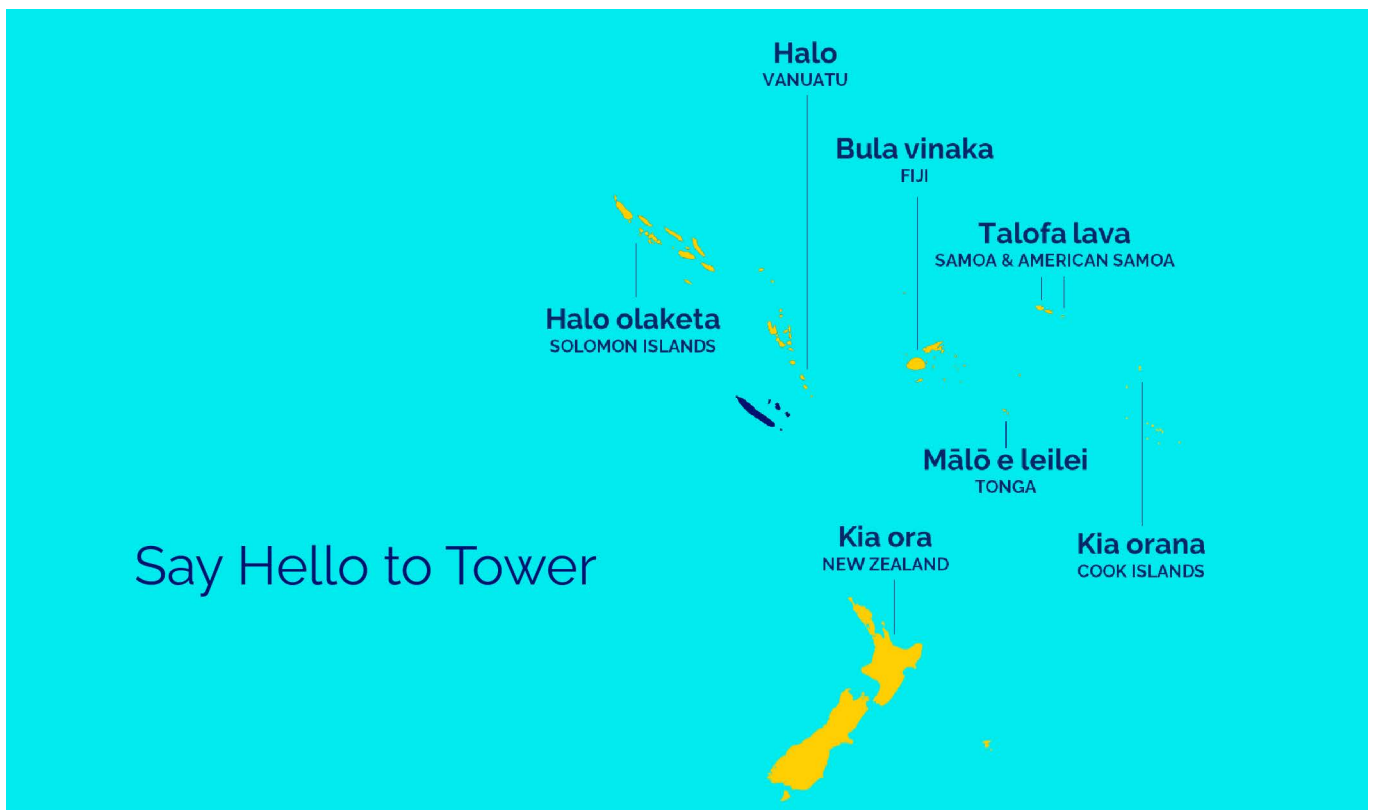 Halo
VANUATU
Bula vinaka
FIJI
Talofa lava
SAMOA & AMERICAN SAMOA
Halo olaketa
SOLOMON ISLANDS
Mālō e leilei
TONGA
Kia ora
NEW ZEALAND
Kia orana
COOK ISLANDS
Say Hello to Tower